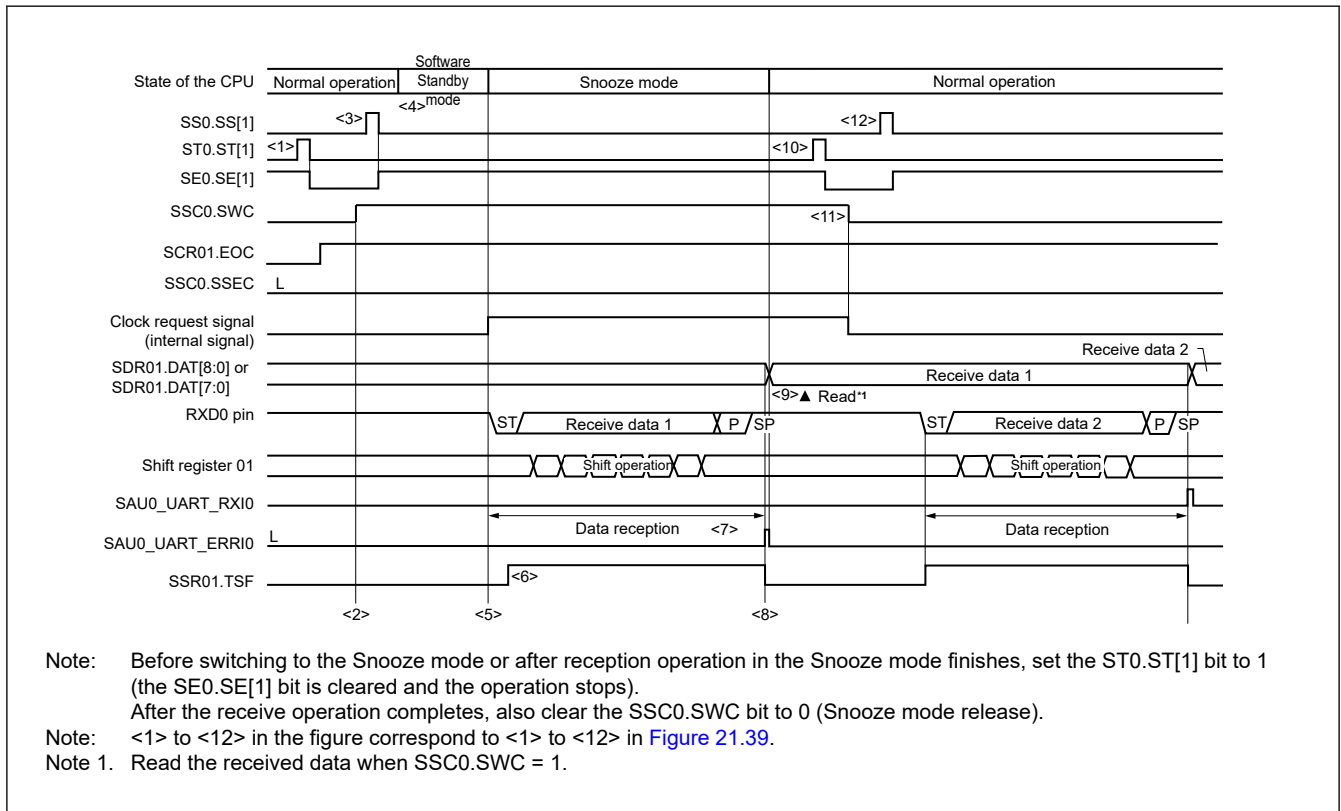 Software
State of the CPU Normal operation Standby Snooze mode Normal operation
<4> mode
SS0.SS[1] <3> <12>
ST0.ST[1] <1> <10>
SE0.SE[1]
SSC0.SWC <11>
SCR01.EOC
SSC0.SSEC L
Clock request signal
(internal signal)
Receive data 2
SDR01.DAT[8:0] or
SDR01.DAT[7:0]
Receive data 1
<9>▲ Read*1
RXD0 pin ST Receive data 1 P SP ST Receive data 2 P SP
Shift register 01 Shift operation Shift operation
SAU0_UART_RXI0
Data reception <7> Data reception
SAU0_UART_ERRI0 L
SSR01.TSF <6>
<2> <5> <8>
Note: Before switching to the Snooze mode or after reception operation in the Snooze mode finishes, set the ST0.ST[1] bit to 1
(the SE0.SE[1] bit is cleared and the operation stops).
After the receive operation completes, also clear the SSC0.SWC bit to 0 (Snooze mode release).
Note: <1> to <12> in the figure correspond to <1> to <12> in Figure 21.39.
Note 1. Read the received data when SSC0.SWC = 1.